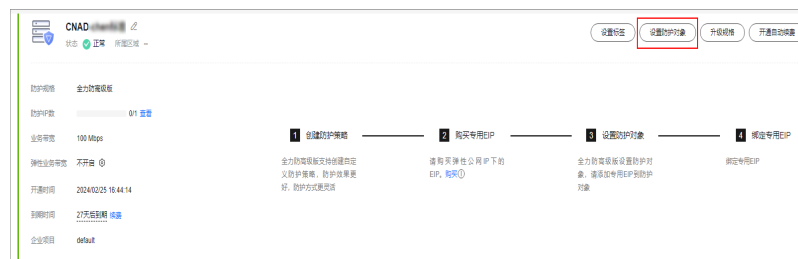 CNAD
状态 正常 所属区域 --
设置标签 设置防护对象 升级规格 开通自动续费
防护规格 全力防高级版
防护IP数 0/1 查看
业务带宽 100 Mbps
弹性业务带宽 不开启
开通时间 2024/02/25 16:44:14
到期时间 27天后到期 续费
企业项目 default
1 创建防护策略
全力防高级版支持创建自定
义防护策略，防护效果更
好，防护方式更灵活
2 购买专用EIP
请购买弹性公网IP下的
EIP，购买①
3 设置防护对象
全力防高级版设置防护对
象，请添加专用EIP到防护
对象
4 绑定专用EIP
绑定专用EIP